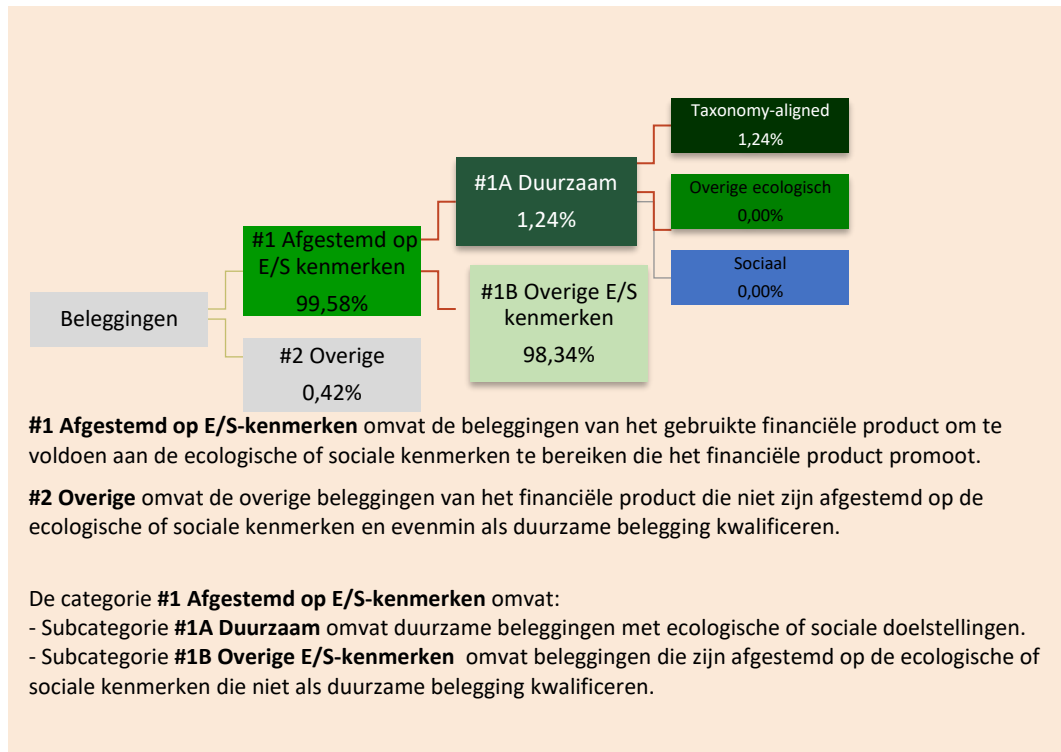 Taxonomy-aligned
1,24%
#1A Duurzaam
1,24%
Overige ecologisch
0,00%
#1 Afgestemd op
E/S kenmerken
99,58%
Sociaal
0,00%
#1B Overige E/S
kenmerken
98,34%
Beleggingen
#2 Overige
0,42%
#1 Afgestemd op E/S-kenmerken omvat de beleggingen van het gebruikte financiële product om te
voldoen aan de ecologische of sociale kenmerken te bereiken die het financiële product promoot.
#2 Overige omvat de overige beleggingen van het financiële product die niet zijn afgestemd op de
ecologische of sociale kenmerken en evenmin als duurzame belegging kwalificeren.
De categorie #1 Afgestemd op E/S-kenmerken omvat:
- Subcategorie #1A Duurzaam omvat duurzame beleggingen met ecologische of sociale doelstellingen.
- Subcategorie #1B Overige E/S-kenmerken omvat beleggingen die zijn afgestemd op de ecologische of
sociale kenmerken die niet als duurzame belegging kwalificeren.